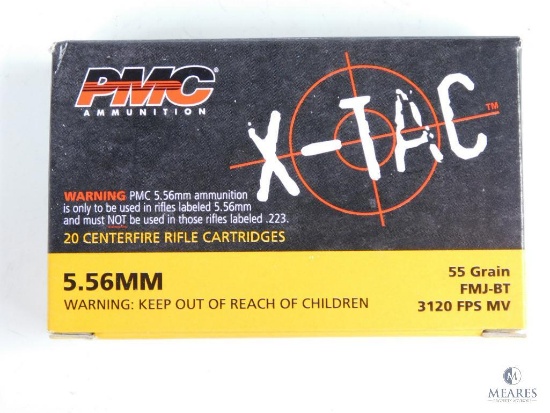 PMC®
AMMUNITION
X-TAC™
WARNING PMC 5.56mm ammunition
is only to be used in rifles labeled 5.56mm
and must NOT be used in those rifles labeled .223.
20 CENTERFIRE RIFLE CARTRIDGES
5.56MM
WARNING: KEEP OUT OF REACH OF CHILDREN
55 Grain
FMJ-BT
3120 FPS MV
MEARES